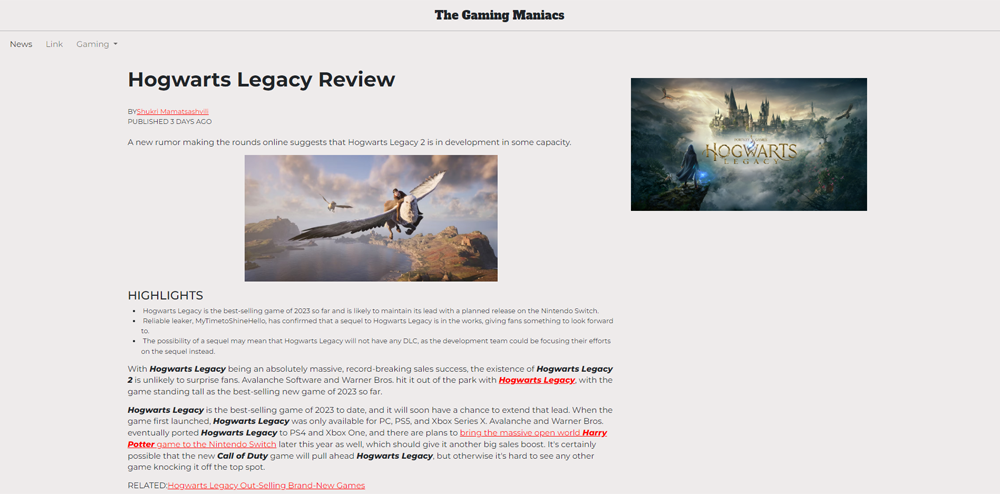 The Gaming Maniacs
News Link Gaming
Hogwarts Legacy Review
BYShukri Mamatsashvili
PUBLISHED 3 DAYS AGO
A new rumor making the rounds online suggests that Hogwarts Legacy 2 is in development in some capacity.
HOGWARTS
LEGACY
HIGHLIGHTS
Hogwarts Legacy is the best-selling game of 2023 so far and is likely to maintain its lead with a planned release on the Nintendo Switch.
Reliable leaker, MyTimetoShineHello, has confirmed that a sequel to Hogwarts Legacy is in the works, giving fans something to look forward
to.
The possibility of a sequel may mean that Hogwarts Legacy will not have any DLC, as the development team could be focusing their efforts
on the sequel instead.
With Hogwarts Legacy being an absolutely massive, record-breaking sales success, the existence of Hogwarts Legacy
2 is unlikely to surprise fans. Avalanche Software and Warner Bros. hit it out of the park with Hogwarts Legacy, with the
game standing tall as the best-selling new game of 2023 so far.
Hogwarts Legacy is the best-selling game of 2023 to date, and it will soon have a chance to extend that lead. When the
game first launched, Hogwarts Legacy was only available for PC, PS5, and Xbox Series X. Avalanche and Warner Bros.
eventually ported Hogwarts Legacy to PS4 and Xbox One, and there are plans to bring the massive open world Harry
Potter game to the Nintendo Switch later this year as well, which should give it another big sales boost. It's certainly
possible that the new Call of Duty game will pull ahead Hogwarts Legacy, but otherwise it's hard to see any other
game knocking it off the top spot.
RELATED:Hogwarts Legacy Out-Selling Brand-New Games